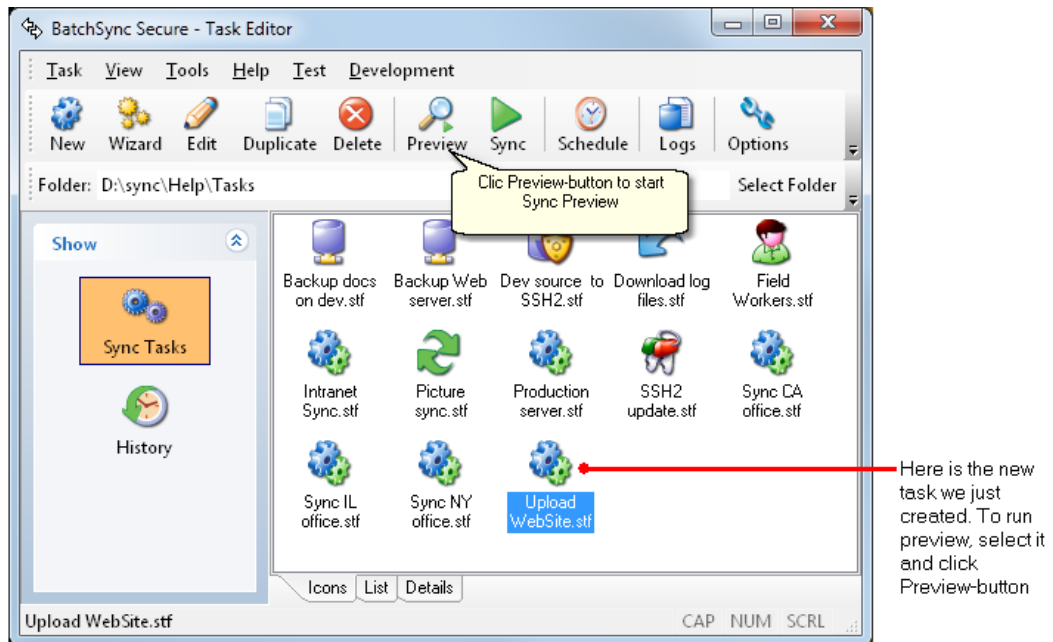 BatchSync Secure - Task Editor
Task View Tools Help Test Development
New Wizard Edit Duplicate Delete Preview Sync Schedule Logs Options
Folder: D:\sync\Help\Tasks Select Folder
Clic Preview-button to start
Sync Preview
Show
Sync Tasks
History
Backup docs on dev.stf
Backup Web server.stf
Dev source to SSH2.stf
Download log files.stf
Field Workers.stf
Intranet Sync.stf
Picture sync.stf
Production server.stf
SSH2 update.stf
Sync CA office.stf
Sync IL office.stf
Sync NY office.stf
Upload WebSite.stf
Here is the new
task we just
created. To run
preview, select it
and click
Preview-button
Icons List Details
Upload WebSite.stf CAP NUM SCRL